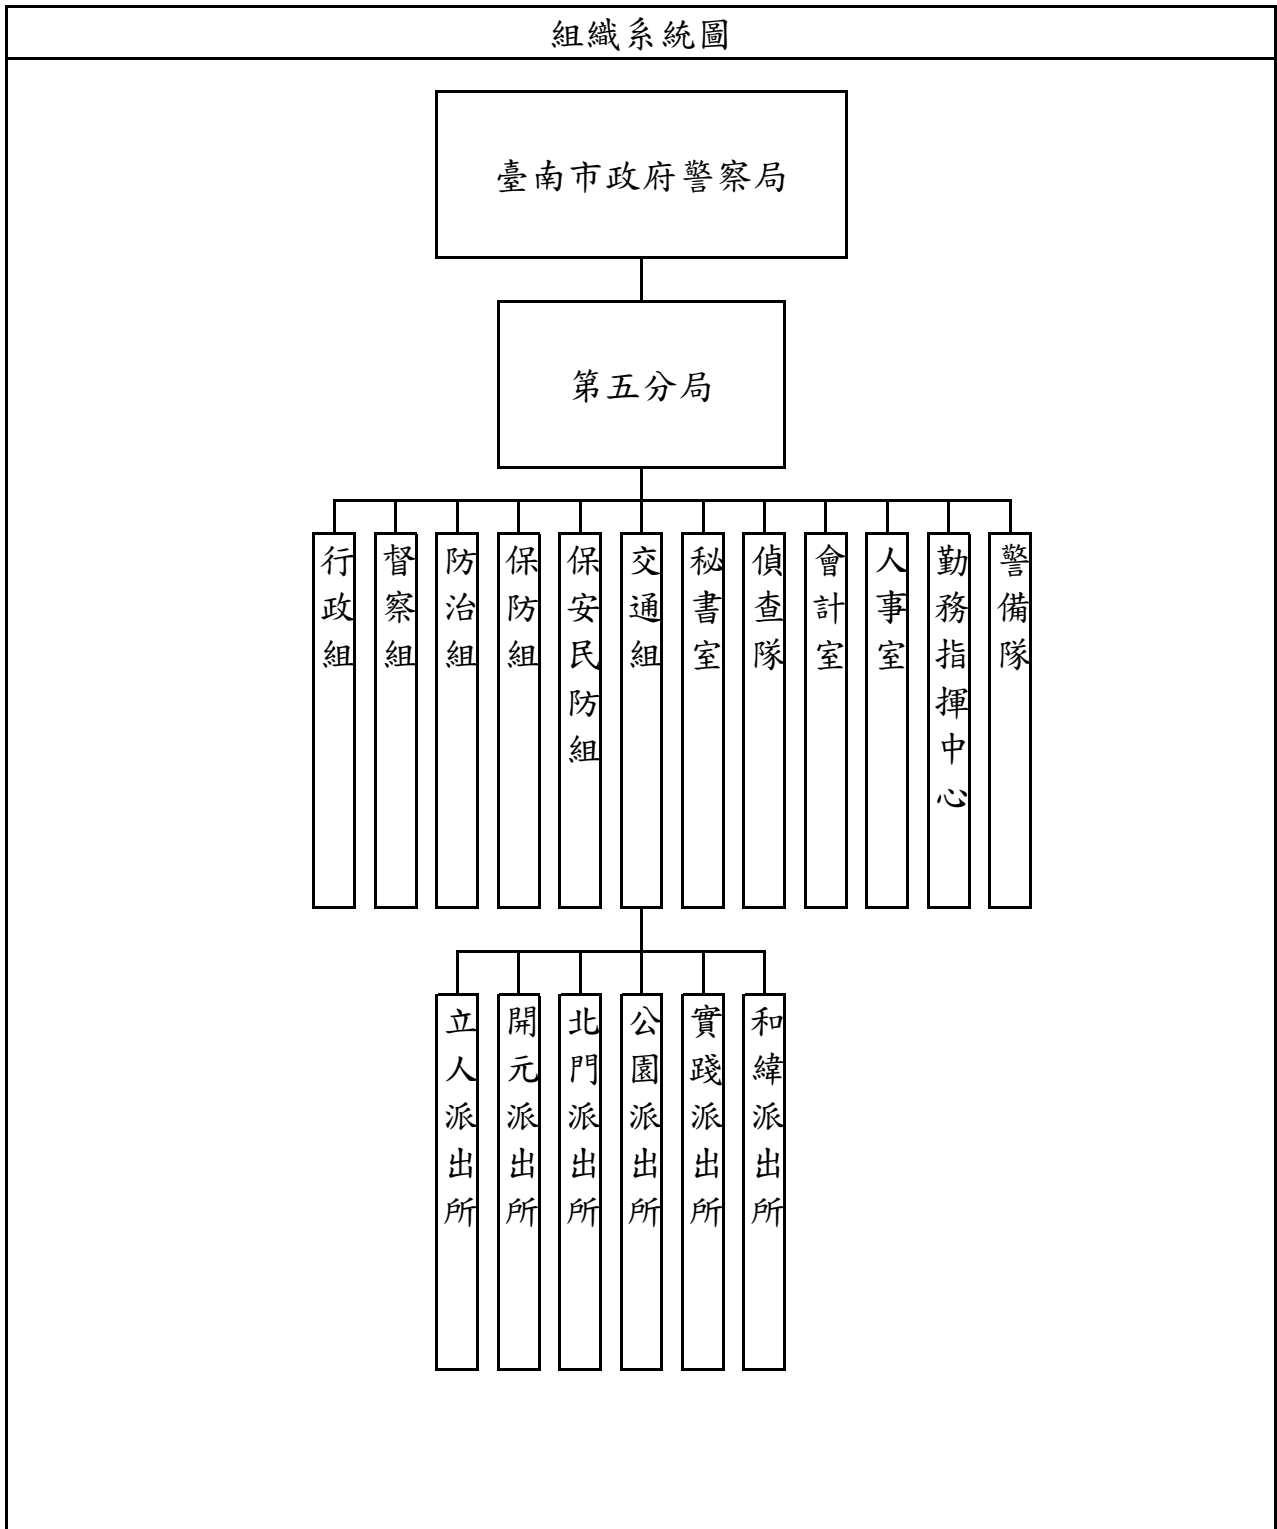 組織系統圖
臺南市政府警察局
第五分局
行政組
督察組
防治組
保防組
保安民防組
交通組
秘書室
偵查隊
會計室
人事室
勤務指揮中心
警備隊
立人派出所
開元派出所
北門派出所
公園派出所
實踐派出所
和緯派出所